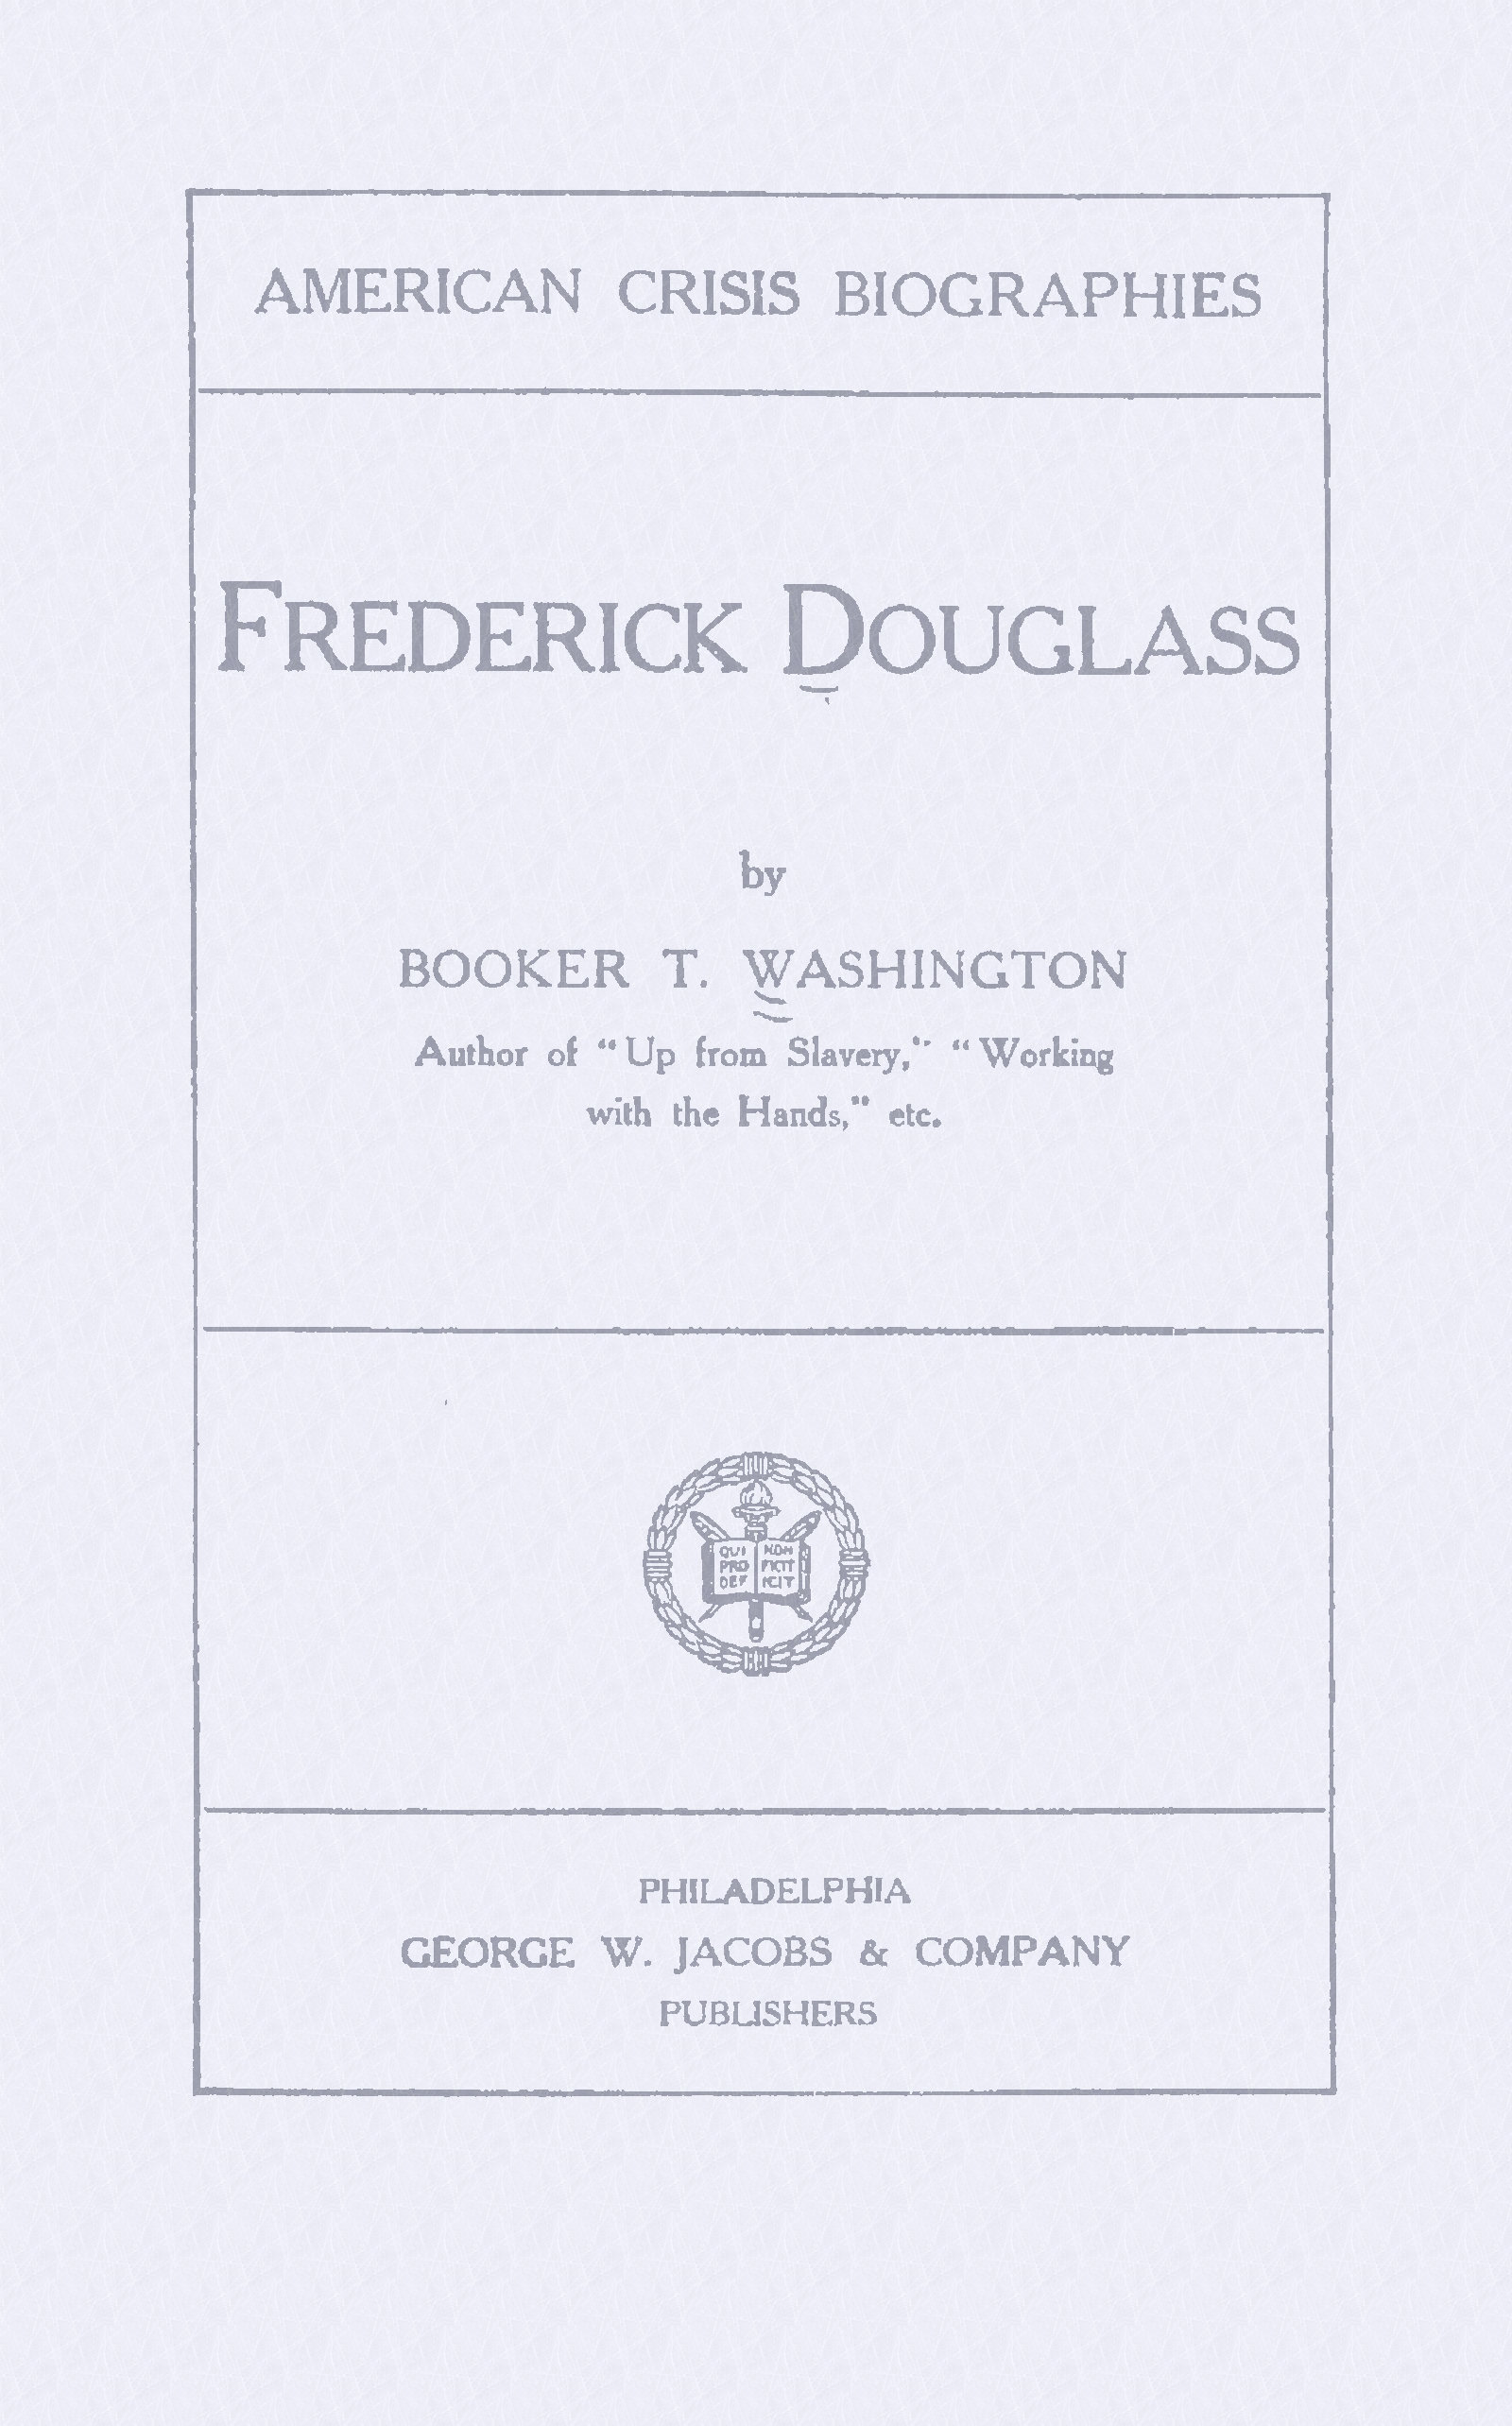 AMERICAN CRISIS BIOGRAPHIES
FREDERICK DOUGLASS
by
BOOKER T. WASHINGTON
Author of “Up from Slavery,” “Working
with the Hands,” etc.
QUI NON
PRO FICIT
DEF ICIT
PHILADELPHIA
GEORGE W. JACOBS & COMPANY
PUBLISHERS